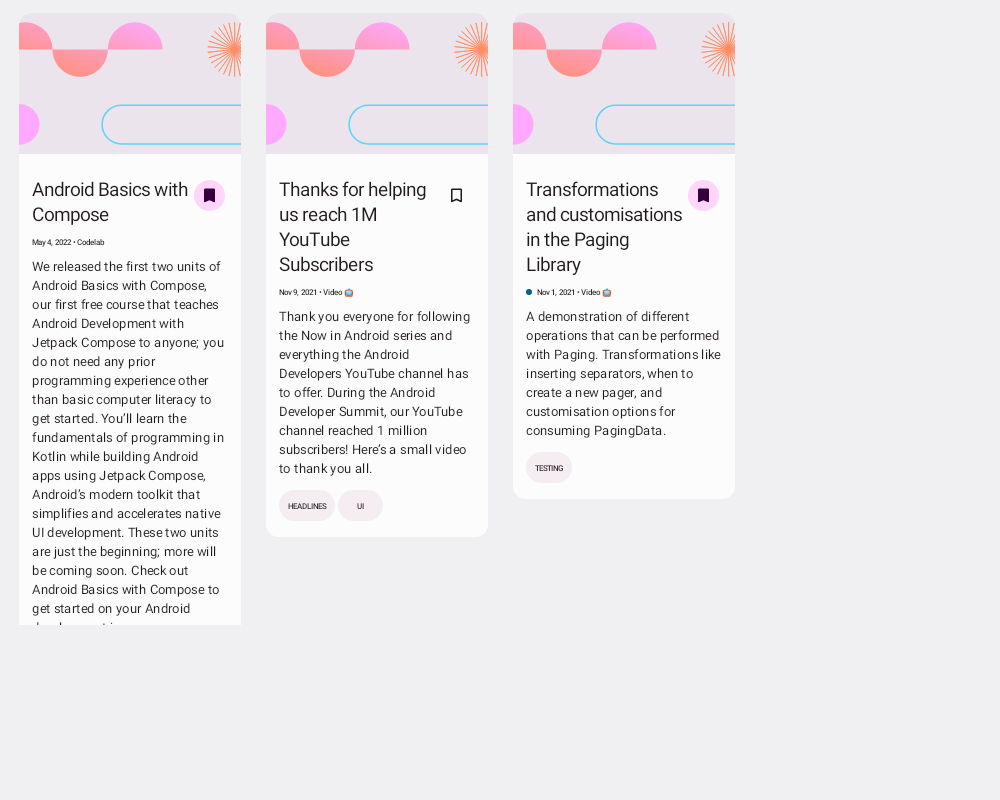 Android Basics with
Compose
May 4, 2022 • Codelab
We released the first two units of
Android Basics with Compose,
our first free course that teaches
Android Development with
Jetpack Compose to anyone; you
do not need any prior
programming experience other
than basic computer literacy to
get started. You’ll learn the
fundamentals of programming in
Kotlin while building Android
apps using Jetpack Compose,
Android’s modern toolkit that
simplifies and accelerates native
UI development. These two units
are just the beginning; more will
be coming soon. Check out
Android Basics with Compose to
get started on your Android
Thanks for helping
us reach 1M
YouTube
Subscribers
Nov 9, 2021 • Video 📺
Thank you everyone for following
the Now in Android series and
everything the Android
Developers YouTube channel has
to offer. During the Android
Developer Summit, our YouTube
channel reached 1 million
subscribers! Here’s a small video
to thank you all.
HEADLINES
UI
Transformations
and customisations
in the Paging
Library
Nov 1, 2021 • Video 📺
A demonstration of different
operations that can be performed
with Paging. Transformations like
inserting separators, when to
create a new pager, and
customisation options for
consuming PagingData.
TESTING